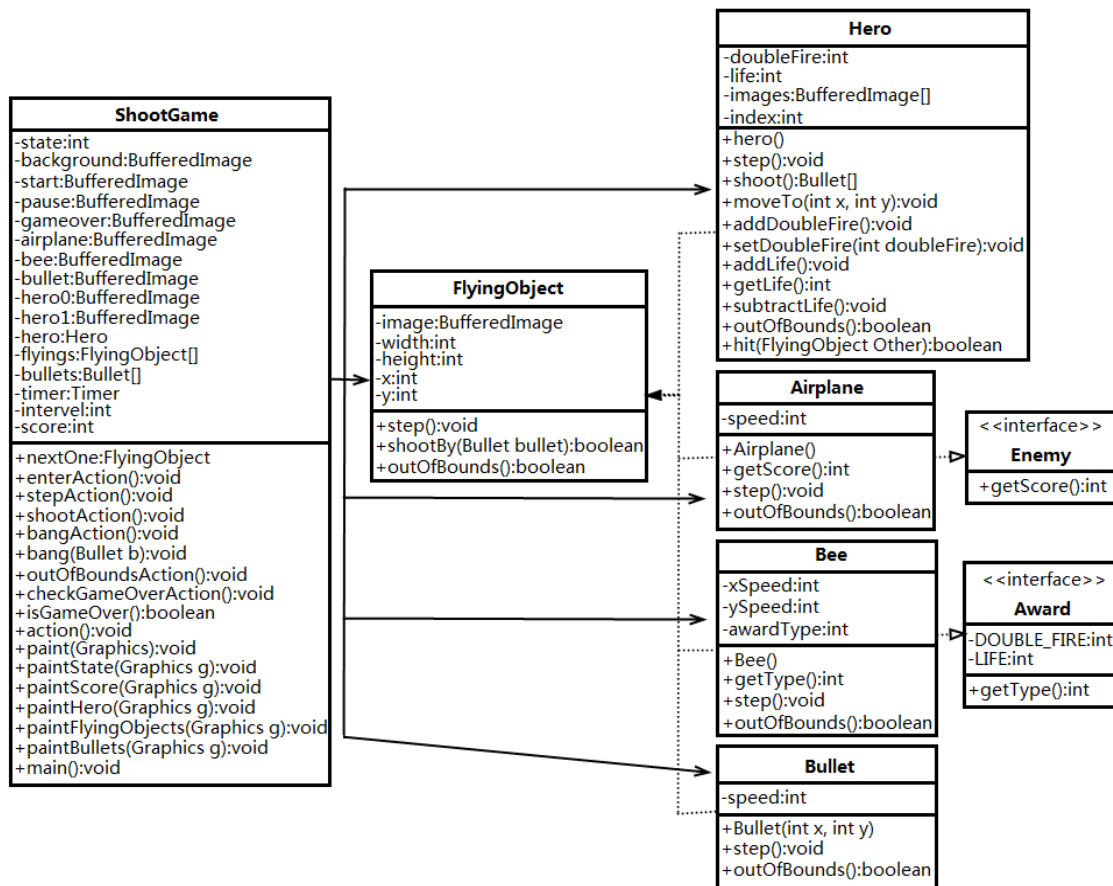 ShootGame
-state:int
-background:BufferedImage
-start:BufferedImage
-pause:BufferedImage
-gameover:BufferedImage
-airplane:BufferedImage
-bee:BufferedImage
-bullet:BufferedImage
-hero0:BufferedImage
-hero1:BufferedImage
-hero:Hero
-flyings:FlyingObject[]
-bullets:Bullet[]
-timer:Timer
-intervel:int
-score:int
+nextOne:FlyingObject
+enterAction():void
+stepAction():void
+shootAction():void
+bangAction():void
+bang(Bullet b):void
+outOfBoundsAction():void
+checkGameOverAction():void
+isGameOver():boolean
+action():void
+paint(Graphics):void
+paintState(Graphics g):void
+paintScore(Graphics g):void
+paintHero(Graphics g):void
+paintFlyingObjects(Graphics g):void
+paintBullets(Graphics g):void
+main():void
FlyingObject
-image:BufferedImage
-width:int
-height:int
-x:int
-y:int
+step():void
+shootBy(Bullet bullet):boolean
+outOfBounds():boolean
Hero
-doubleFire:int
-life:int
-images:BufferedImage[]
-index:int
+hero()
+step():void
+shoot():Bullet[]
+moveTo(int x, int y):void
+addDoubleFire():void
+setDoubleFire(int doubleFire):void
+addLife():void
+getLife():int
+subtractLife():void
+outOfBounds():boolean
+hit(FlyingObject Other):boolean
Airplane
-speed:int
+Airplane()
+getScore():int
+step():void
+outOfBounds():boolean
<<interface>>
Enemy
+getScore():int
Bee
-xSpeed:int
-ySpeed:int
-awardType:int
+Bee()
+getType():int
+step():void
+outOfBounds():boolean
<<interface>>
Award
-DOUBLE_FIRE:int
-LIFE:int
+getType():int
Bullet
-speed:int
+Bullet(int x, int y)
+step():void
+outOfBounds():boolean